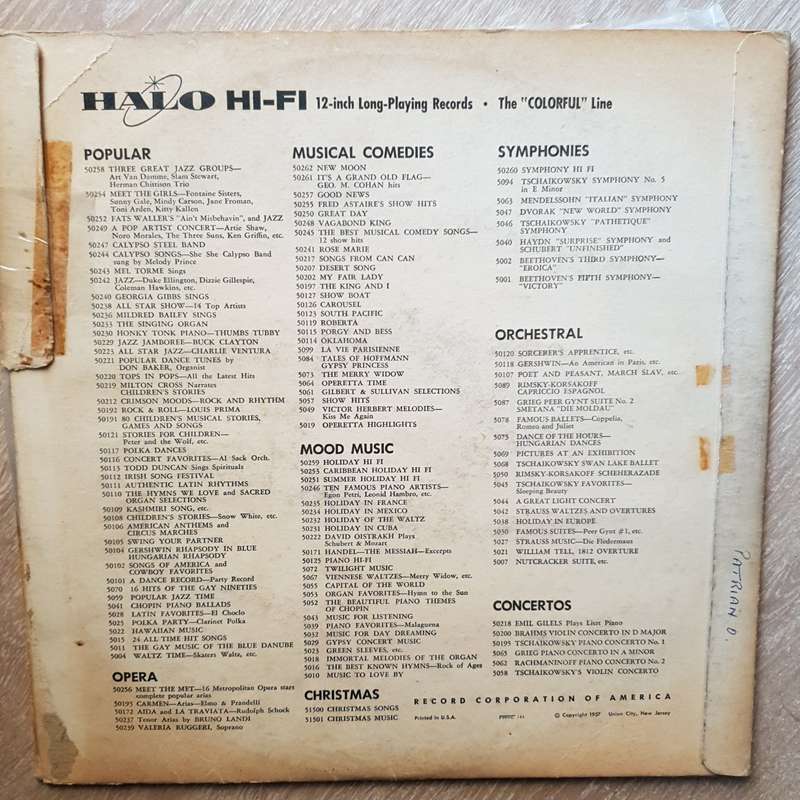 HALO HI-FI 12-inch Long-Playing Records • The "COLORFUL" Line
POPULAR
50258 THREE GREAT JAZZ GROUPS—
Art Van Damme, Slam Stewart,
Herman Chittison Trio
50254 MEET THE GIRLS—Fontaine Sisters,
Sunny Gale, Mindy Carson, Jane Froman,
Toni Arden, Kitty Kallen
50252 FATS WALLER'S "Ain't Misbehavin", and JAZZ
50249 A POP ARTIST CONCERT—Artie Shaw,
Noro Morales, The Three Suns, Ken Griffin, etc.
50247 CALYPSO STEEL BAND
50244 CALYPSO SONGS—She She Calypso Band
sung by Melody Prince
50243 MEL TORME Sings
50242 JAZZ—Duke Ellington, Dizzie Gillespie,
Coleman Hawkins, etc.
50240 GEORGIA GIBBS SINGS
50238 ALL STAR SHOW—14 Top Artists
50236 MILDRED BAILEY SINGS
50233 THE SINGING ORGAN
50230 HONKY TONK PIANO—THUMBS TUBBY
50229 JAZZ JAMBOREE—BUCK CLAYTON
50223 ALL STAR JAZZ—CHARLIE VENTURA
50221 POPULAR DANCE TUNES by
DON BAKER, Organist
50220 TOPS IN POPS—All the Latest Hits
50219 MILTON CROSS Narrates
CHILDREN'S STORIES
50212 CRIMSON MOODS—ROCK AND RHYTHM
50192 ROCK & ROLL—LOUIS PRIMA
50191 80 CHILDREN'S MUSICAL STORIES,
GAMES AND SONGS
50121 STORIES FOR CHILDREN—
Peter and the Wolf, etc.
50117 POLKA DANCES
50116 CONCERT FAVORITES—Al Sack Orch.
50113 TODD DUNCAN Sings Spirituals
50112 IRISH SONG FESTIVAL
50111 AUTHENTIC LATIN RHYTHMS
50110 THE HYMNS WE LOVE and SACRED
ORGAN SELECTIONS
50109 KASHMIRI SONG, etc.
50108 CHILDREN'S STORIES—Snow White, etc.
50106 AMERICAN ANTHEMS and
CIRCUS MARCHES
50105 SWING YOUR PARTNER
50104 GERSHWIN RHAPSODY IN BLUE
HUNGARIAN RHAPSODY
50102 SONGS OF AMERICA and
COWBOY FAVORITES
50101 A DANCE RECORD—Party Record
5070 16 HITS OF THE GAY NINETIES
5059 POPULAR JAZZ TIME
5041 CHOPIN PIANO BALLADS
5028 LATIN FAVORITES—El Choclo
5025 POLKA PARTY—Clarinet Polka
5022 HAWAIIAN MUSIC
5015 24 ALL TIME HIT SONGS
5011 THE GAY MUSIC OF THE BLUE DANUBE
5004 WALTZ TIME—Skaters Waltz, etc.
OPERA
50256 MEET THE MET—16 Metropolitan Opera stars
complete popular arias
50193 CARMEN—Arias—Elmo & Prandelli
50172 AIDA and LA TRAVIATA—Rudolph Schock
50237 Tenor Arias by BRUNO LANDI
50239 VALERIA RUGGERI, Soprano
MUSICAL COMEDIES
50262 NEW MOON
50261 IT'S A GRAND OLD FLAG—
GEO. M. COHAN hits
50257 GOOD NEWS
50255 FRED ASTAIRE'S SHOW HITS
50250 GREAT DAY
50248 VAGABOND KING
50245 THE BEST MUSICAL COMEDY SONGS—
12 show hits
50241 ROSE MARIE
50217 SONGS FROM CAN CAN
50207 DESERT SONG
50202 MY FAIR LADY
50197 THE KING AND I
50127 SHOW BOAT
50126 CAROUSEL
50123 SOUTH PACIFIC
50119 ROBERTA
50115 PORGY AND BESS
50114 OKLAHOMA
5099 LA VIE PARISIENNE
5084 TALES OF HOFFMANN
GYPSY PRINCESS
5073 THE MERRY WIDOW
5064 OPERETTA TIME
5061 GILBERT & SULLIVAN SELECTIONS
5057 SHOW HITS
5049 VICTOR HERBERT MELODIES—
Kiss Me Again
5019 OPERETTA HIGHLIGHTS
MOOD MUSIC
50259 HOLIDAY HI FI
50253 CARIBBEAN HOLIDAY HI FI
50251 SUMMER HOLIDAY HI FI
50246 TEN FAMOUS PIANO ARTISTS—
Egon Petri, Leonid Hambro, etc.
50235 HOLIDAY IN FRANCE
50234 HOLIDAY IN MEXICO
50232 HOLIDAY OF THE WALTZ
50231 HOLIDAY IN CUBA
50222 DAVID OISTRAKH Plays
Schubert & Mozart
50171 HANDEL—THE MESSIAH—Excerpts
50125 PIANO HI-FI
5072 TWILIGHT MUSIC
5067 VIENNESE WALTZES—Merry Widow, etc.
5055 CAPITAL OF THE WORLD
5053 ORGAN FAVORITES—Hymn to the Sun
5052 THE BEAUTIFUL PIANO THEMES
OF CHOPIN
5043 MUSIC FOR LISTENING
5039 PIANO FAVORITES—Malaguena
5032 MUSIC FOR DAY DREAMING
5029 GYPSY CONCERT MUSIC
5023 GREEN SLEEVES, etc.
5018 IMMORTAL MELODIES OF THE ORGAN
5016 THE BEST KNOWN HYMNS—Rock of Ages
5010 MUSIC TO LOVE BY
CHRISTMAS
51500 CHRISTMAS SONGS
51501 CHRISTMAS MUSIC
SYMPHONIES
50260 SYMPHONY HI FI
5094 TSCHAIKOWSKY SYMPHONY No. 5
in E Minor
5063 MENDELSSOHN "ITALIAN" SYMPHONY
5047 DVORAK "NEW WORLD" SYMPHONY
5046 TSCHAIKOWSKY "PATHETIQUE"
SYMPHONY
5040 HAYDN "SURPRISE" SYMPHONY and
SCHUBERT "UNFINISHED"
5002 BEETHOVEN'S THIRD SYMPHONY—
"EROICA"
5001 BEETHOVEN'S FIFTH SYMPHONY—
"VICTORY"
ORCHESTRAL
50120 SORCERER'S APPRENTICE, etc.
50118 GERSHWIN—An American in Paris, etc.
50107 POET AND PEASANT, MARCH SLAV, etc.
5089 RIMSKY-KORSAKOFF
CAPRICCIO ESPAGNOL
5087 GRIEG PEER GYNT SUITE No. 2
SMETANA "DIE MOLDAU"
5078 FAMOUS BALLETS—Coppelia,
Romeo and Juliet
5075 DANCE OF THE HOURS—
HUNGARIAN DANCES
5069 PICTURES AT AN EXHIBITION
5068 TSCHAIKOWSKY SWAN LAKE BALLET
5050 RIMSKY-KORSAKOFF SCHEHERAZADE
5045 TSCHAIKOWSKY FAVORITES—
Sleeping Beauty
5044 A GREAT LIGHT CONCERT
5042 STRAUSS WALTZES AND OVERTURES
5038 HOLIDAY IN EUROPE
5030 FAMOUS SUITES—Peer Gynt #1, etc.
5027 STRAUSS MUSIC—Die Fledermaus
5021 WILLIAM TELL, 1812 OVERTURE
5007 NUTCRACKER SUITE, etc.
CONCERTOS
50218 EMIL GILELS Plays Liszt Piano
50200 BRAHMS VIOLIN CONCERTO IN D MAJOR
50199 TSCHAIKOWSKY PIANO CONCERTO No. 1
5065 GRIEG PIANO CONCERTO IN A MINOR
5062 RACHMANINOFF PIANO CONCERTO No. 2
5058 TSCHAIKOWSKY'S VIOLIN CONCERTO
RECORD CORPORATION OF AMERICA
Printed in U.S.A.
© Copyright 1957 Union City, New Jersey
PATRIAN O.